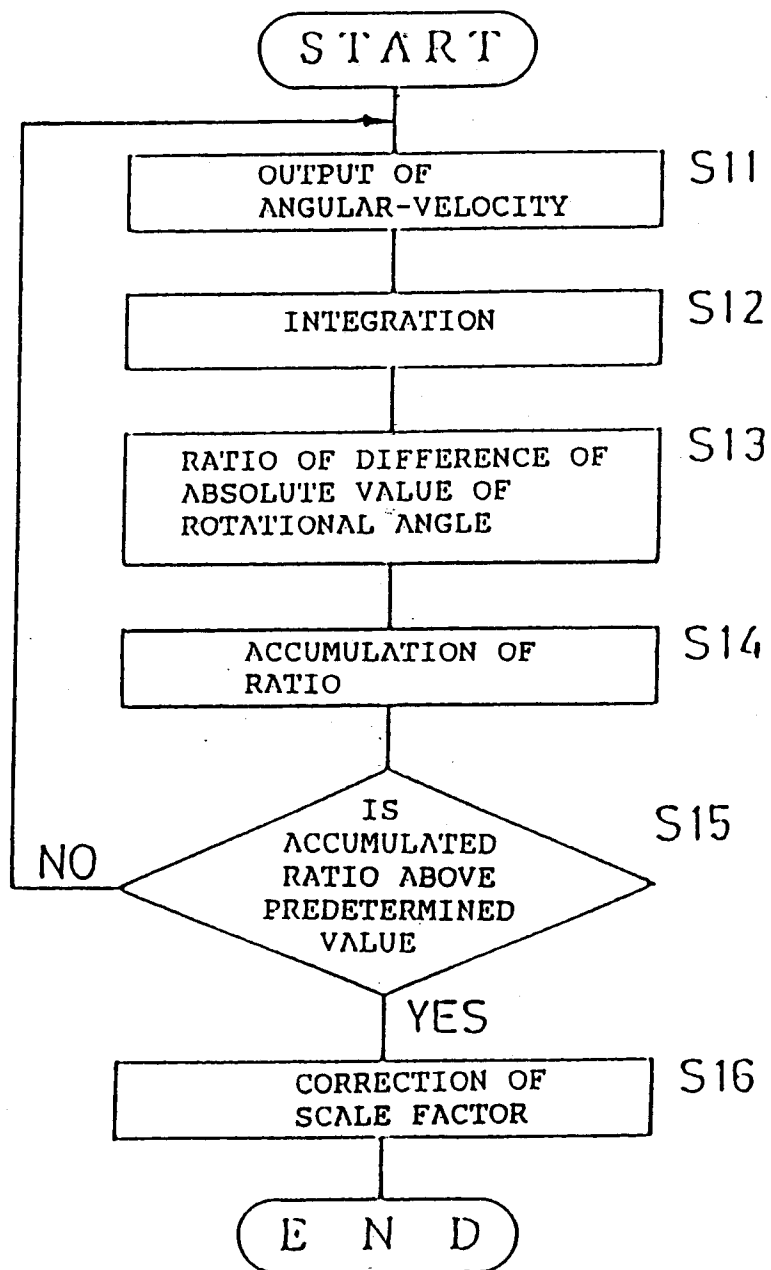 START
OUTPUT OF
ANGULAR-VELOCITY
S11
INTEGRATION
S12
RATIO OF DIFFERENCE OF
ABSOLUTE VALUE OF
ROTATIONAL ANGLE
S13
ACCUMULATION OF
RATIO
S14
IS
ACCUMULATED
RATIO ABOVE
PREDETERMINED
VALUE
S15
NO
YES
CORRECTION OF
SCALE FACTOR
S16
END